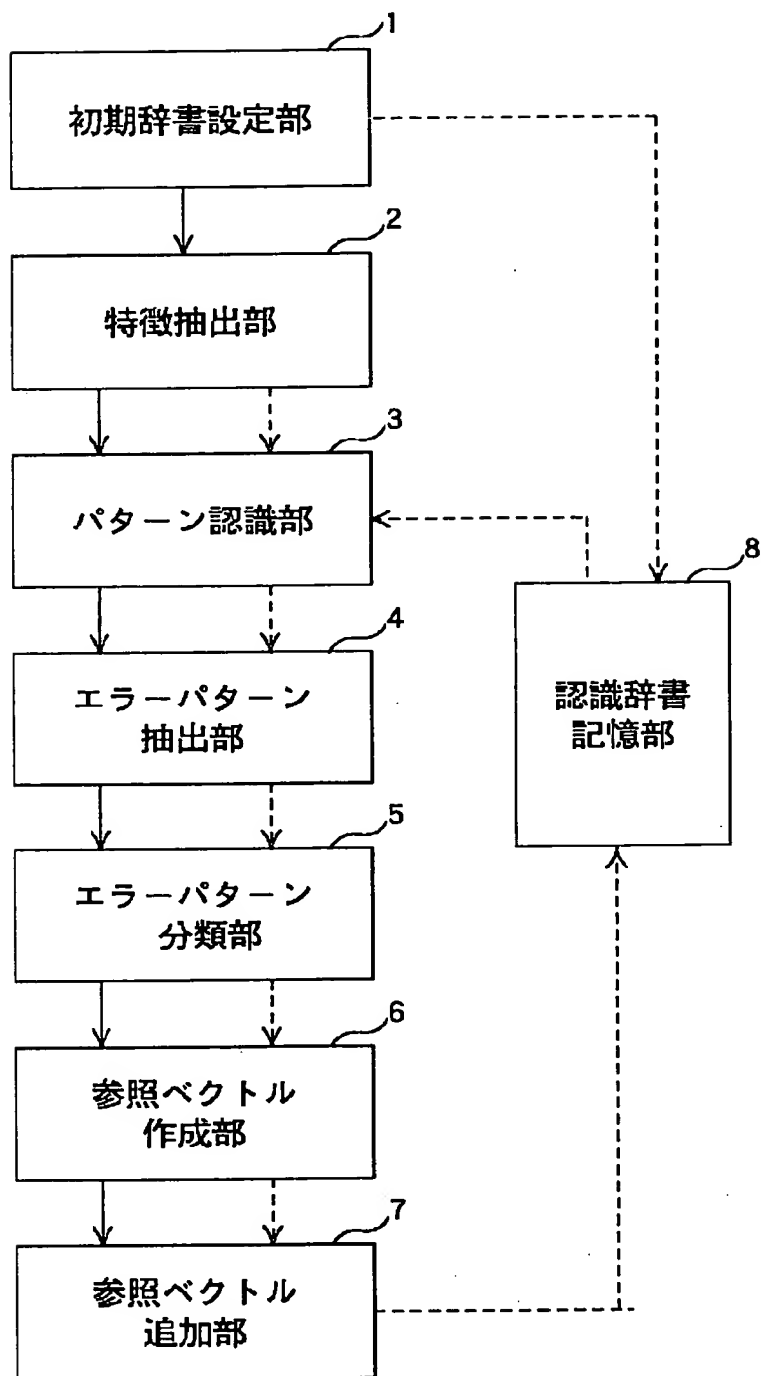 1
初期辞書設定部
2
特徴抽出部
3
パターン認識部
4
エラーパターン
抽出部
5
エラーパターン
分類部
6
参照ベクトル
作成部
7
参照ベクトル
追加部
8
認識辞書
記憶部